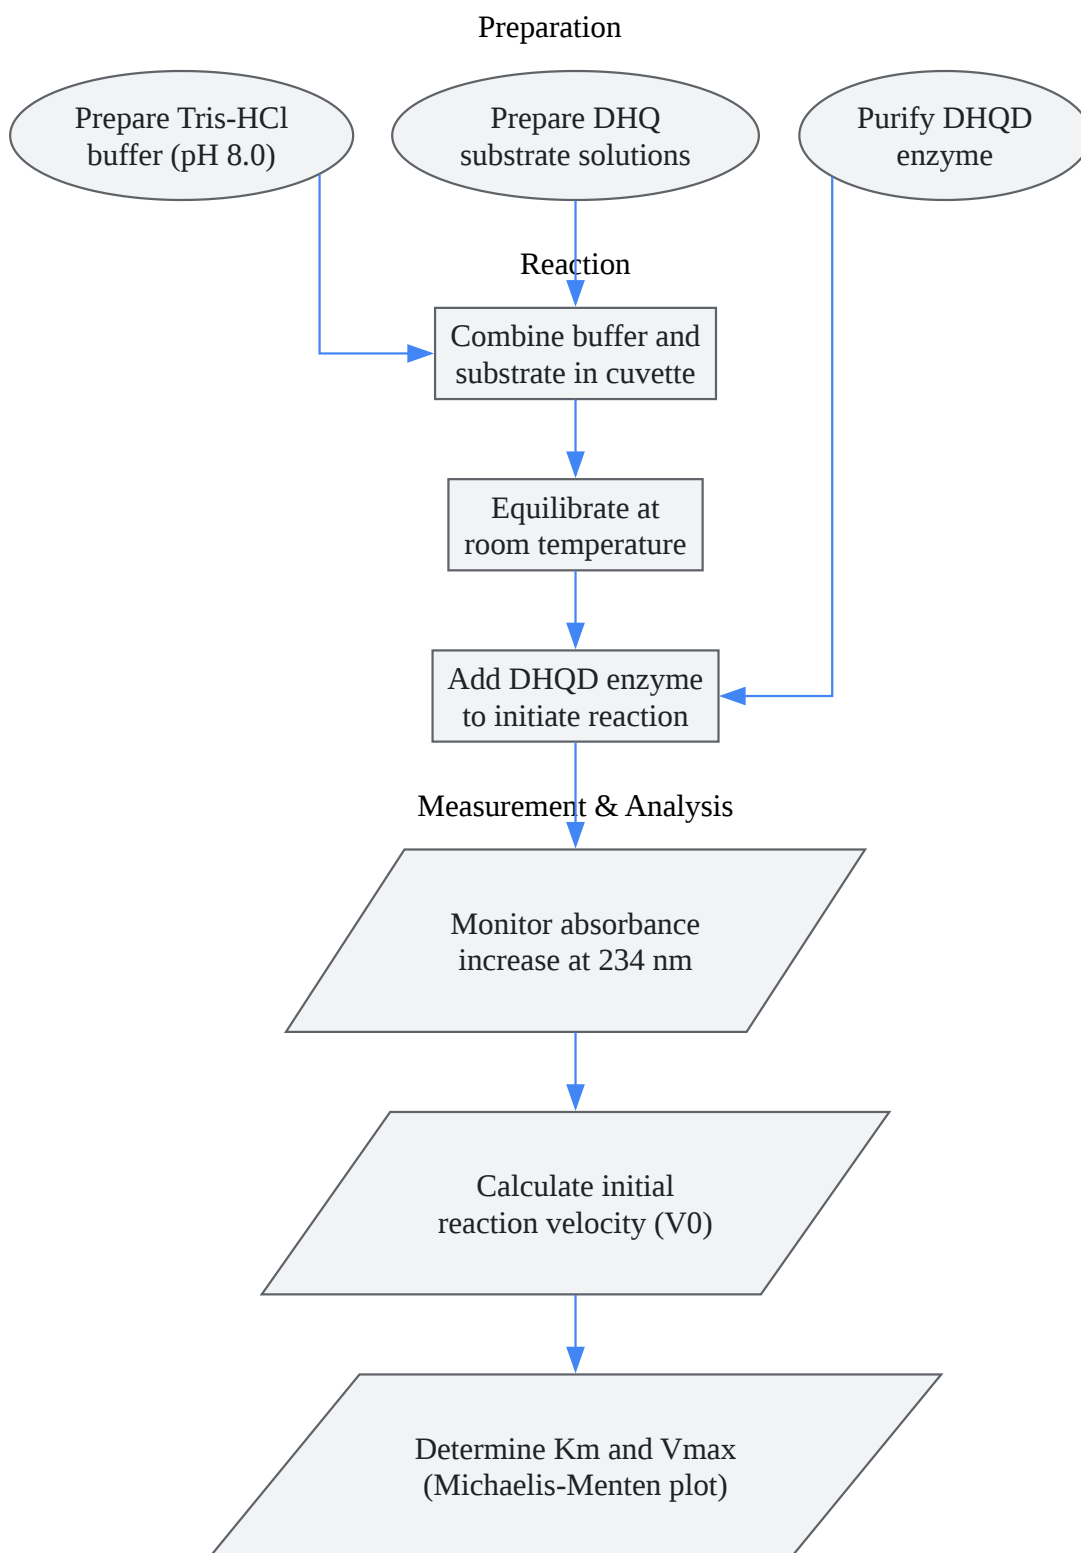 Preparation
Prepare Tris-HCl
buffer (pH 8.0)
Prepare DHQ
substrate solutions
Purify DHQD
enzyme
Reaction
Combine buffer and
substrate in cuvette
Equilibrate at
room temperature
Add DHQD enzyme
to initiate reaction
Measurement & Analysis
Monitor absorbance
increase at 234 nm
Calculate initial
reaction velocity (V0)
Determine Km and Vmax
(Michaelis-Menten plot)